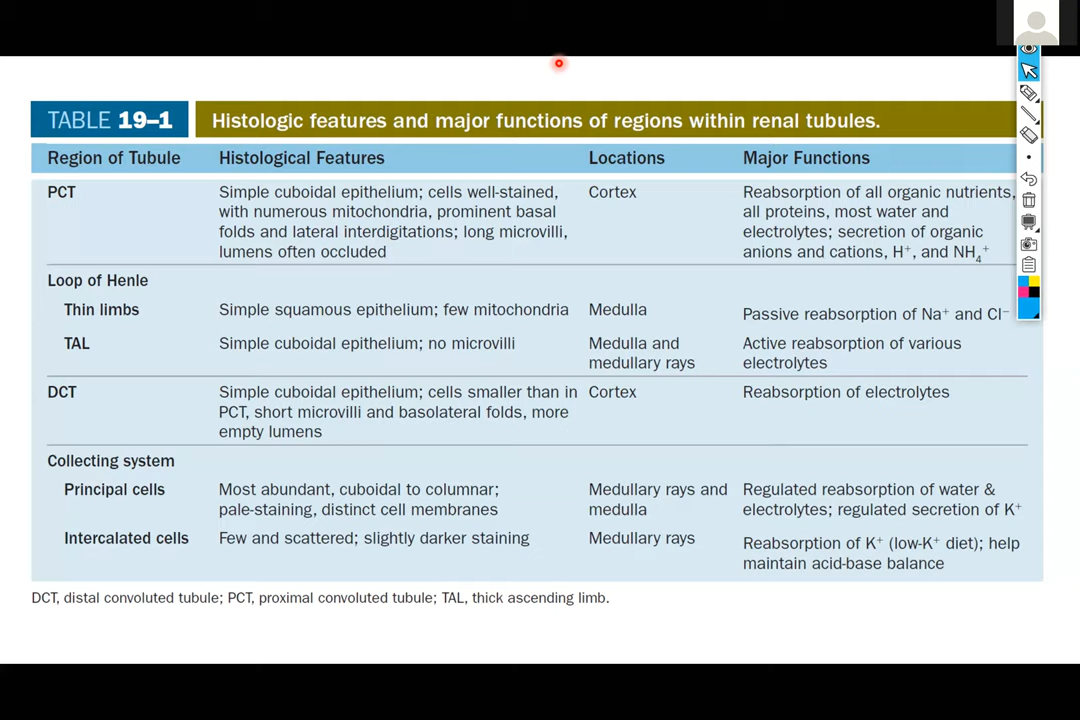 TABLE 19–1 Histologic features and major functions of regions within renal tubules.
Region of Tubule Histological Features Locations Major Functions
PCT Simple cuboidal epithelium; cells well-stained, Cortex Reabsorption of all organic nutrients,
with numerous mitochondria, prominent basal all proteins, most water and
folds and lateral interdigitations; long microvilli, electrolytes; secretion of organic
lumens often occluded anions and cations, H⁺, and NH₄⁺
Loop of Henle
Thin limbs Simple squamous epithelium; few mitochondria Medulla Passive reabsorption of Na⁺ and Cl⁻
TAL Simple cuboidal epithelium; no microvilli Medulla and Active reabsorption of various
medullary rays electrolytes
DCT Simple cuboidal epithelium; cells smaller than in Cortex Reabsorption of electrolytes
PCT, short microvilli and basolateral folds, more
empty lumens
Collecting system
Principal cells Most abundant, cuboidal to columnar; Medullary rays and Regulated reabsorption of water &
pale-staining, distinct cell membranes medulla electrolytes; regulated secretion of K⁺
Intercalated cells Few and scattered; slightly darker staining Medullary rays Reabsorption of K⁺ (low-K⁺ diet); help
maintain acid-base balance
DCT, distal convoluted tubule; PCT, proximal convoluted tubule; TAL, thick ascending limb.